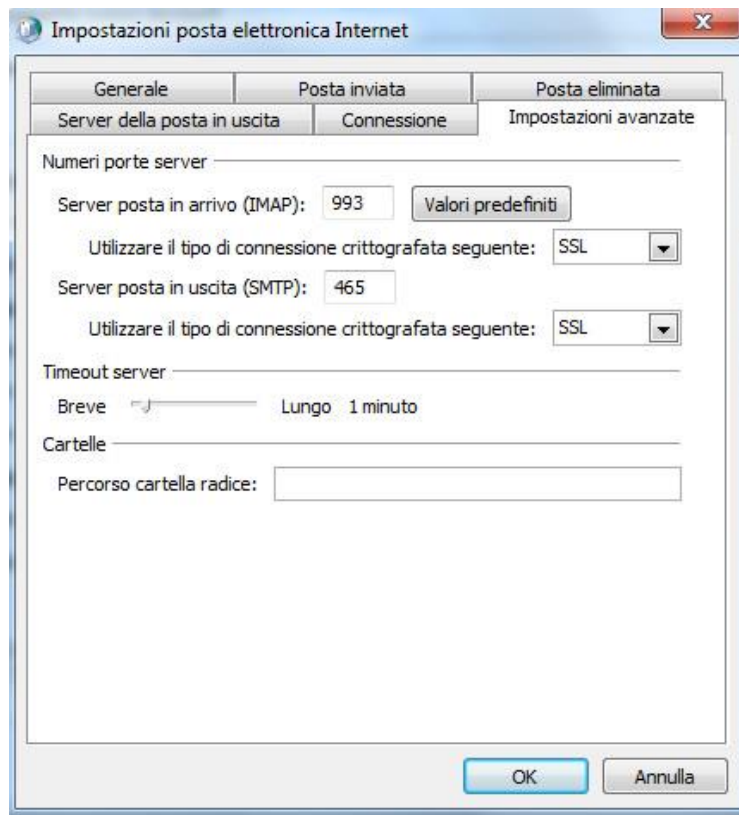 Impostazioni posta elettronica Internet
Generale Posta inviata Posta eliminata
Server della posta in uscita Connessione Impostazioni avanzate
Numeri porte server
Server posta in arrivo (IMAP): 993 Valori predefiniti
Utilizzare il tipo di connessione crittografata seguente: SSL
Server posta in uscita (SMTP): 465
Utilizzare il tipo di connessione crittografata seguente: SSL
Timeout server
Breve Lungo 1 minuto
Cartelle
Percorso cartella radice:
OK Annulla